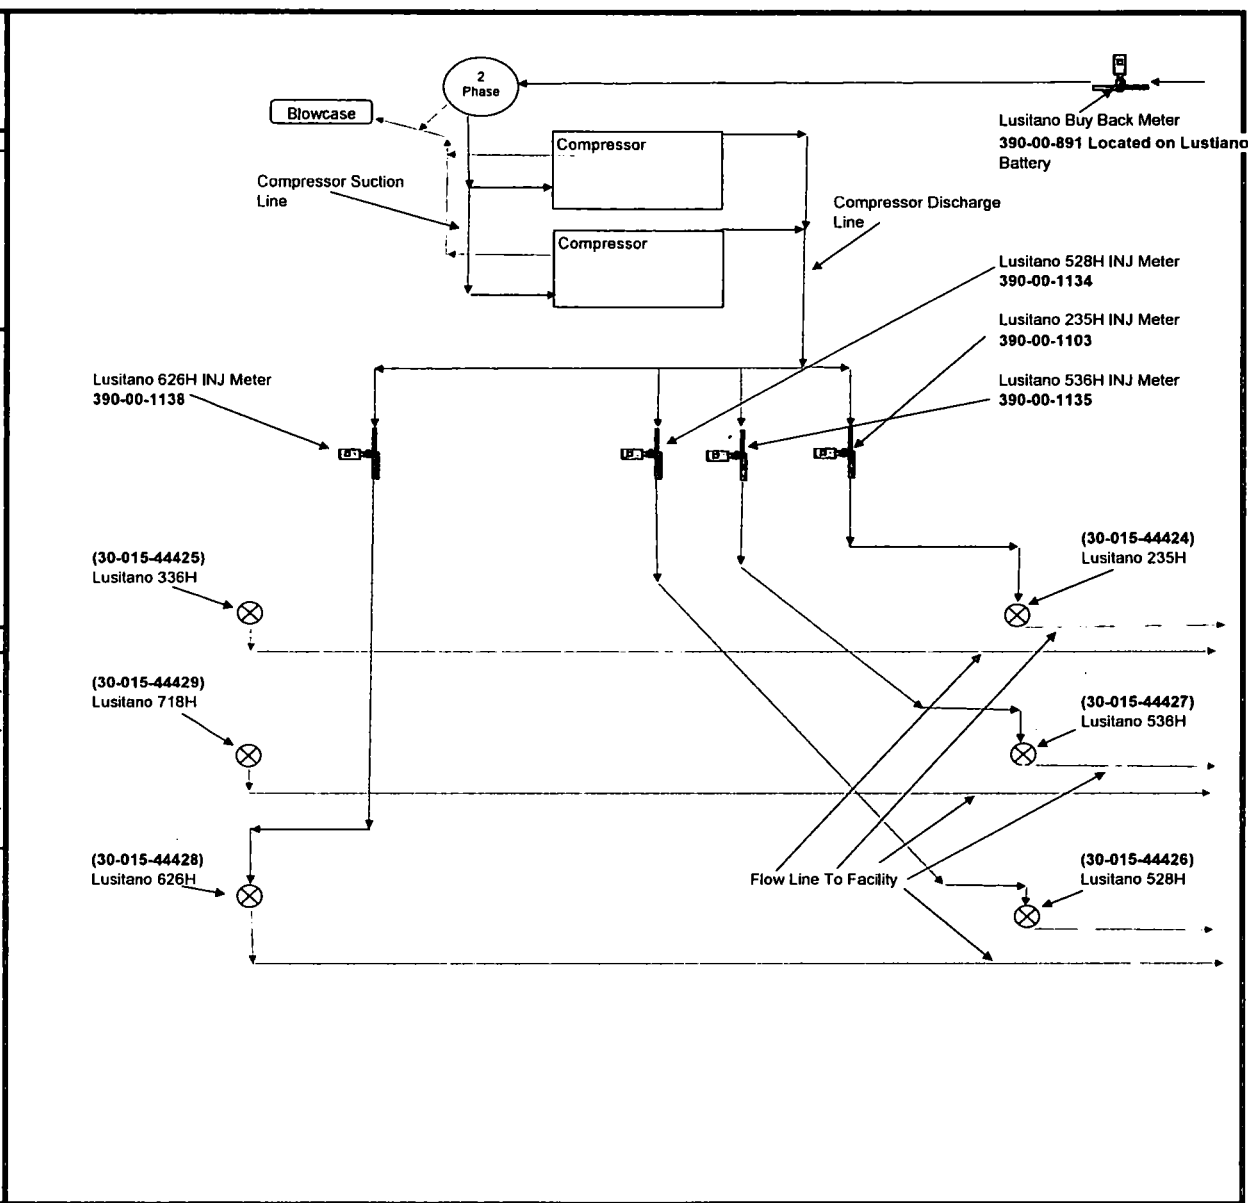 2
Phase
Blowcase
Lusitano Buy Back Meter
390-00-891 Located on Lustiano
Battery
Compressor
Compressor Suction
Line
Compressor Discharge
Line
Compressor
Lusitano 528H INJ Meter
390-00-1134
Lusitano 235H INJ Meter
390-00-1103
Lusitano 626H INJ Meter
390-00-1138
Lusitano 536H INJ Meter
390-00-1135
(30-015-44425)
Lusitano 336H
(30-015-44424)
Lusitano 235H
(30-015-44429)
Lusitano 718H
(30-015-44427)
Lusitano 536H
(30-015-44428)
Lusitano 626H
Flow Line To Facility
(30-015-44426)
Lusitano 528H